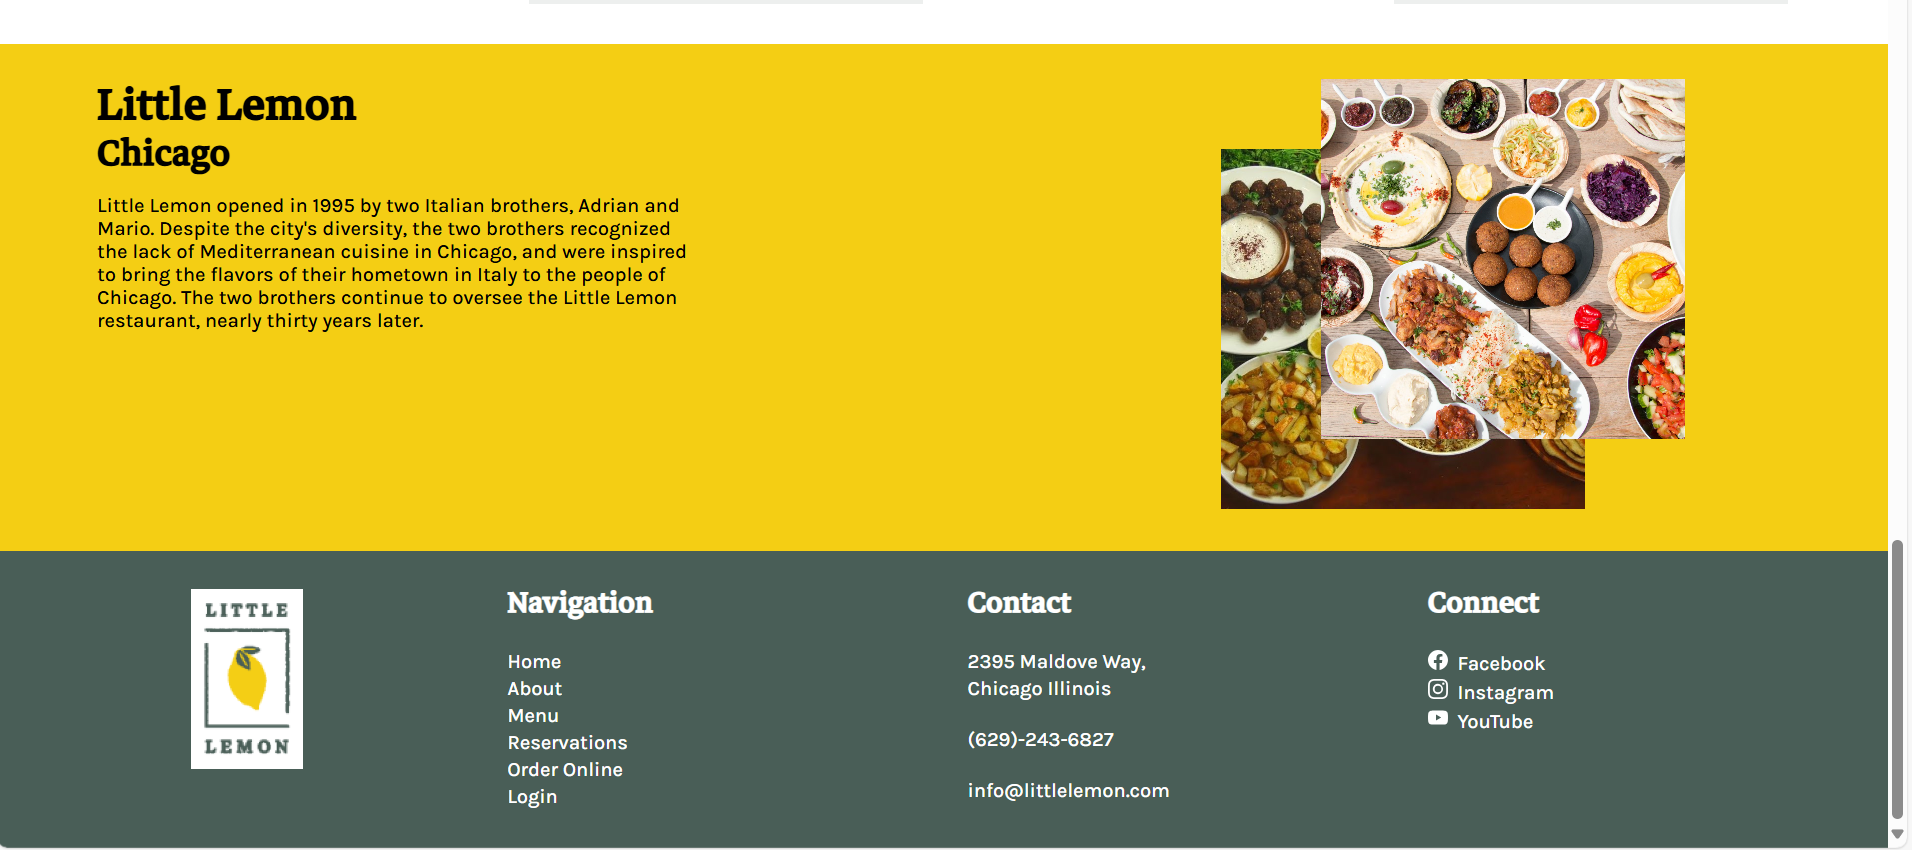 Little Lemon
Chicago
Little Lemon opened in 1995 by two Italian brothers, Adrian and
Mario. Despite the city's diversity, the two brothers recognized
the lack of Mediterranean cuisine in Chicago, and were inspired
to bring the flavors of their hometown in Italy to the people of
Chicago. The two brothers continue to oversee the Little Lemon
restaurant, nearly thirty years later.
LITTLE
LEMON
Navigation
Home
About
Menu
Reservations
Order Online
Login
Contact
2395 Maldove Way,
Chicago Illinois
(629)-243-6827
info@littlelemon.com
Connect
Facebook
Instagram
YouTube